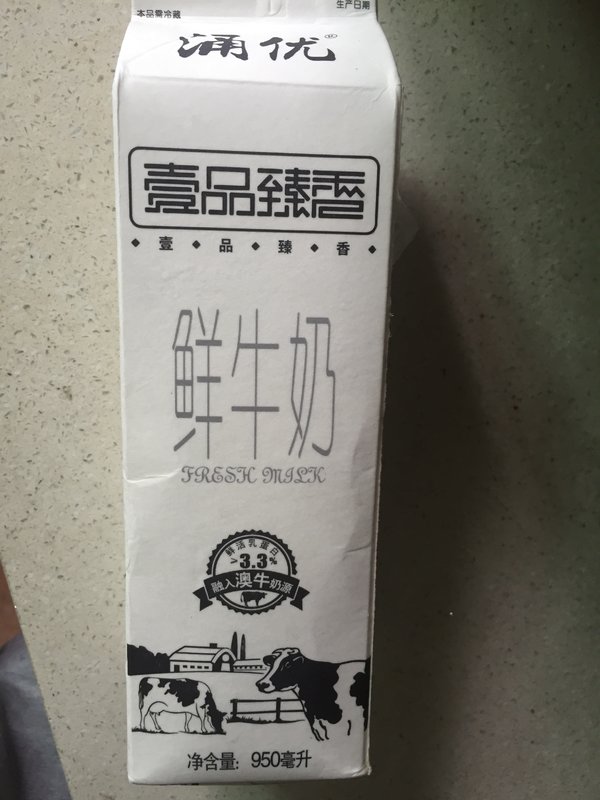 本品需冷藏
生产日期
涌优
壹品臻香
壹品臻香
鲜牛奶
FRESH MILK
鲜活乳蛋白
>3.3%
融入澳牛奶源
净含量：950毫升